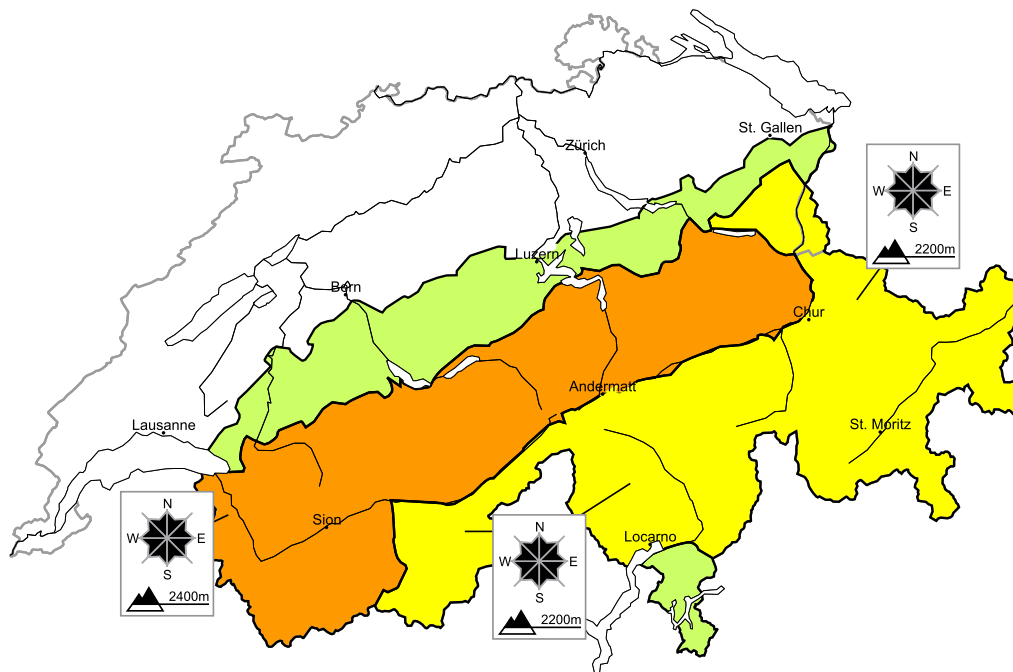 St. Gallen
Zürich
N
W E
S
2200m
Luzern
Bern
Chur
Andermatt
Lausanne
St. Moritz
N
W E
S
2400m
Sion
N
W E
S
2200m
Locarno